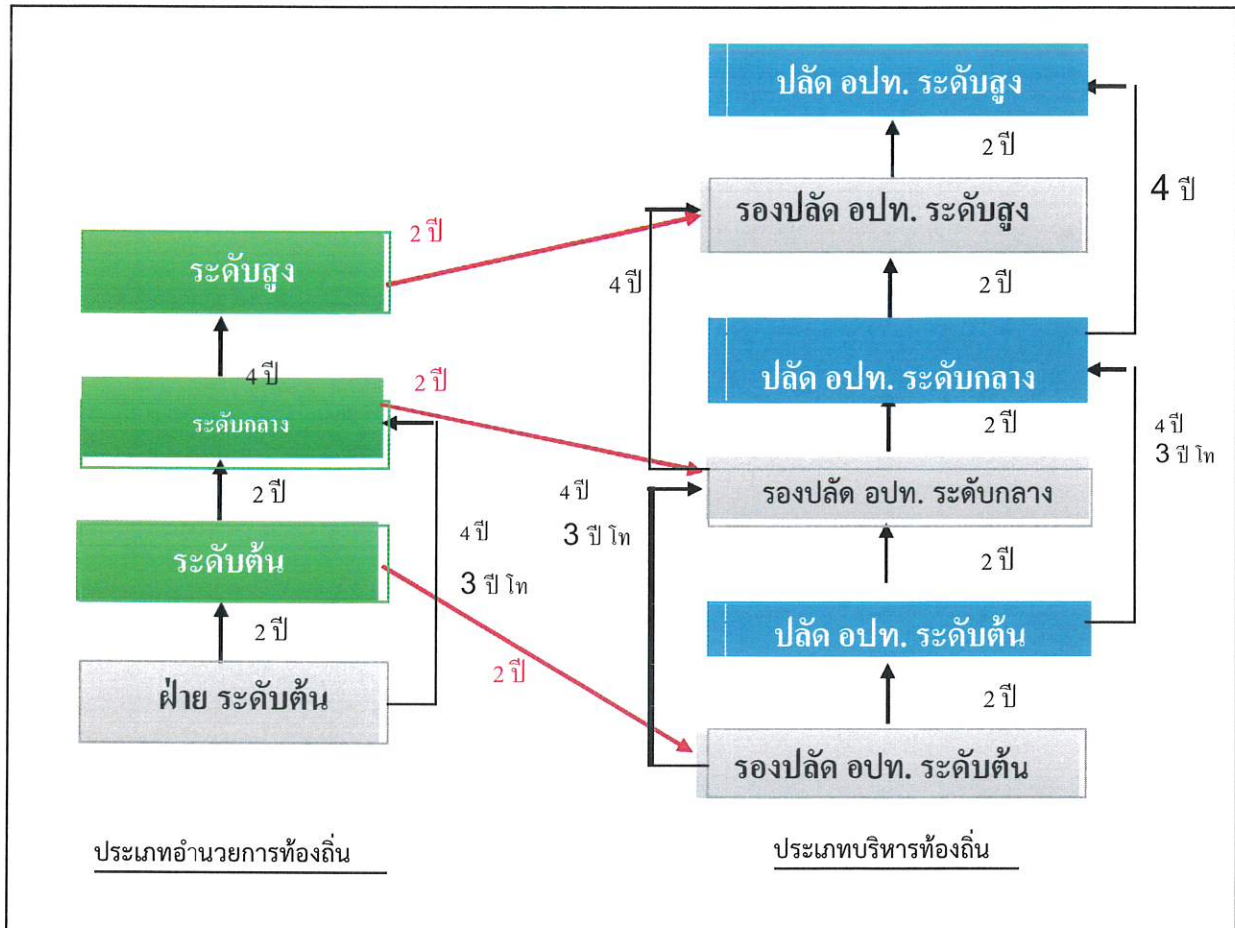 ระดับสูง
4 ปี
ระดับกลาง
2 ปี
ระดับต้น
2 ปี
ฝ่าย ระดับต้น
4 ปี
3 ปี โท
ประเภทอำนวยการท้องถิ่น
2 ปี
2 ปี
2 ปี
ปลัด อปท. ระดับสูง
2 ปี
4 ปี
รองปลัด อปท. ระดับสูง
4 ปี
2 ปี
ปลัด อปท. ระดับกลาง
2 ปี
4 ปี
3 ปี โท
รองปลัด อปท. ระดับกลาง
4 ปี
3 ปี โท
2 ปี
ปลัด อปท. ระดับต้น
2 ปี
รองปลัด อปท. ระดับต้น
ประเภทบริหารท้องถิ่น